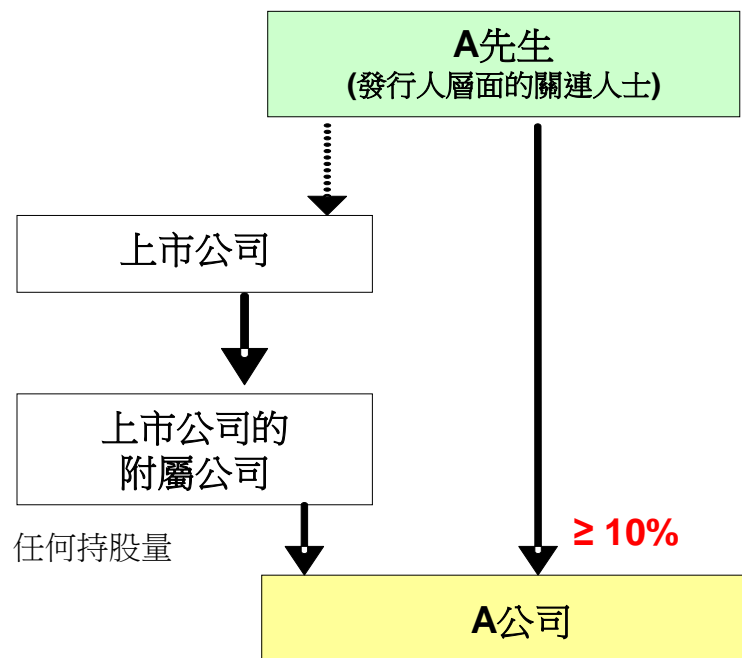 A先生
(發行人層面的關連人士)
上市公司
上市公司的
附屬公司
任何持股量
≥ 10%
A公司